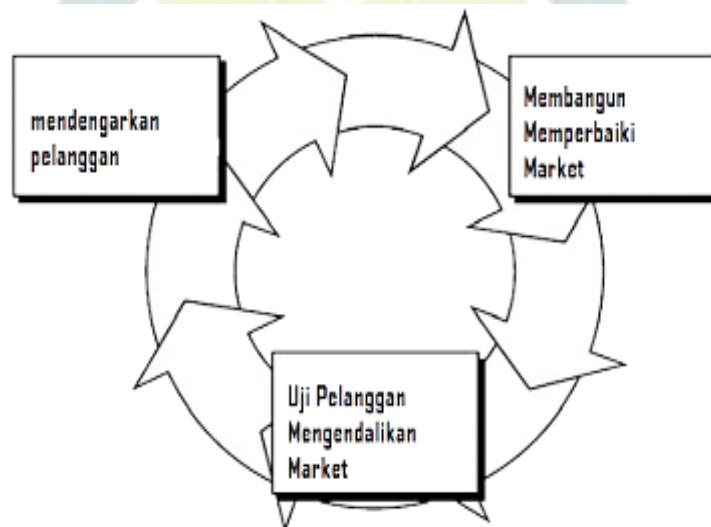 mendengarkan
pelanggan
Membangun
Memperbaiki
Market
Uji Pelanggan
Mengendalikan
Market